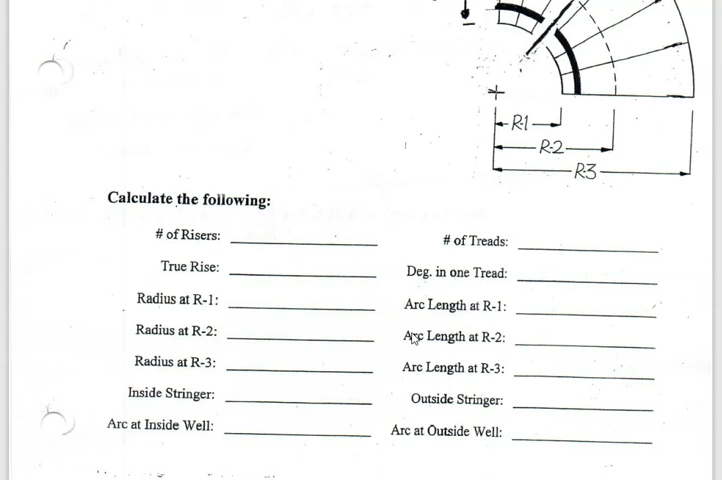 R-1
R-2
R-3
Calculate the following:
# of Risers:
# of Treads:
True Rise:
Deg. in one Tread:
Radius at R-1:
Arc Length at R-1:
Radius at R-2:
Arc Length at R-2:
Radius at R-3:
Arc Length at R-3:
Inside Stringer:
Outside Stringer:
Arc at Inside Well:
Arc at Outside Well: